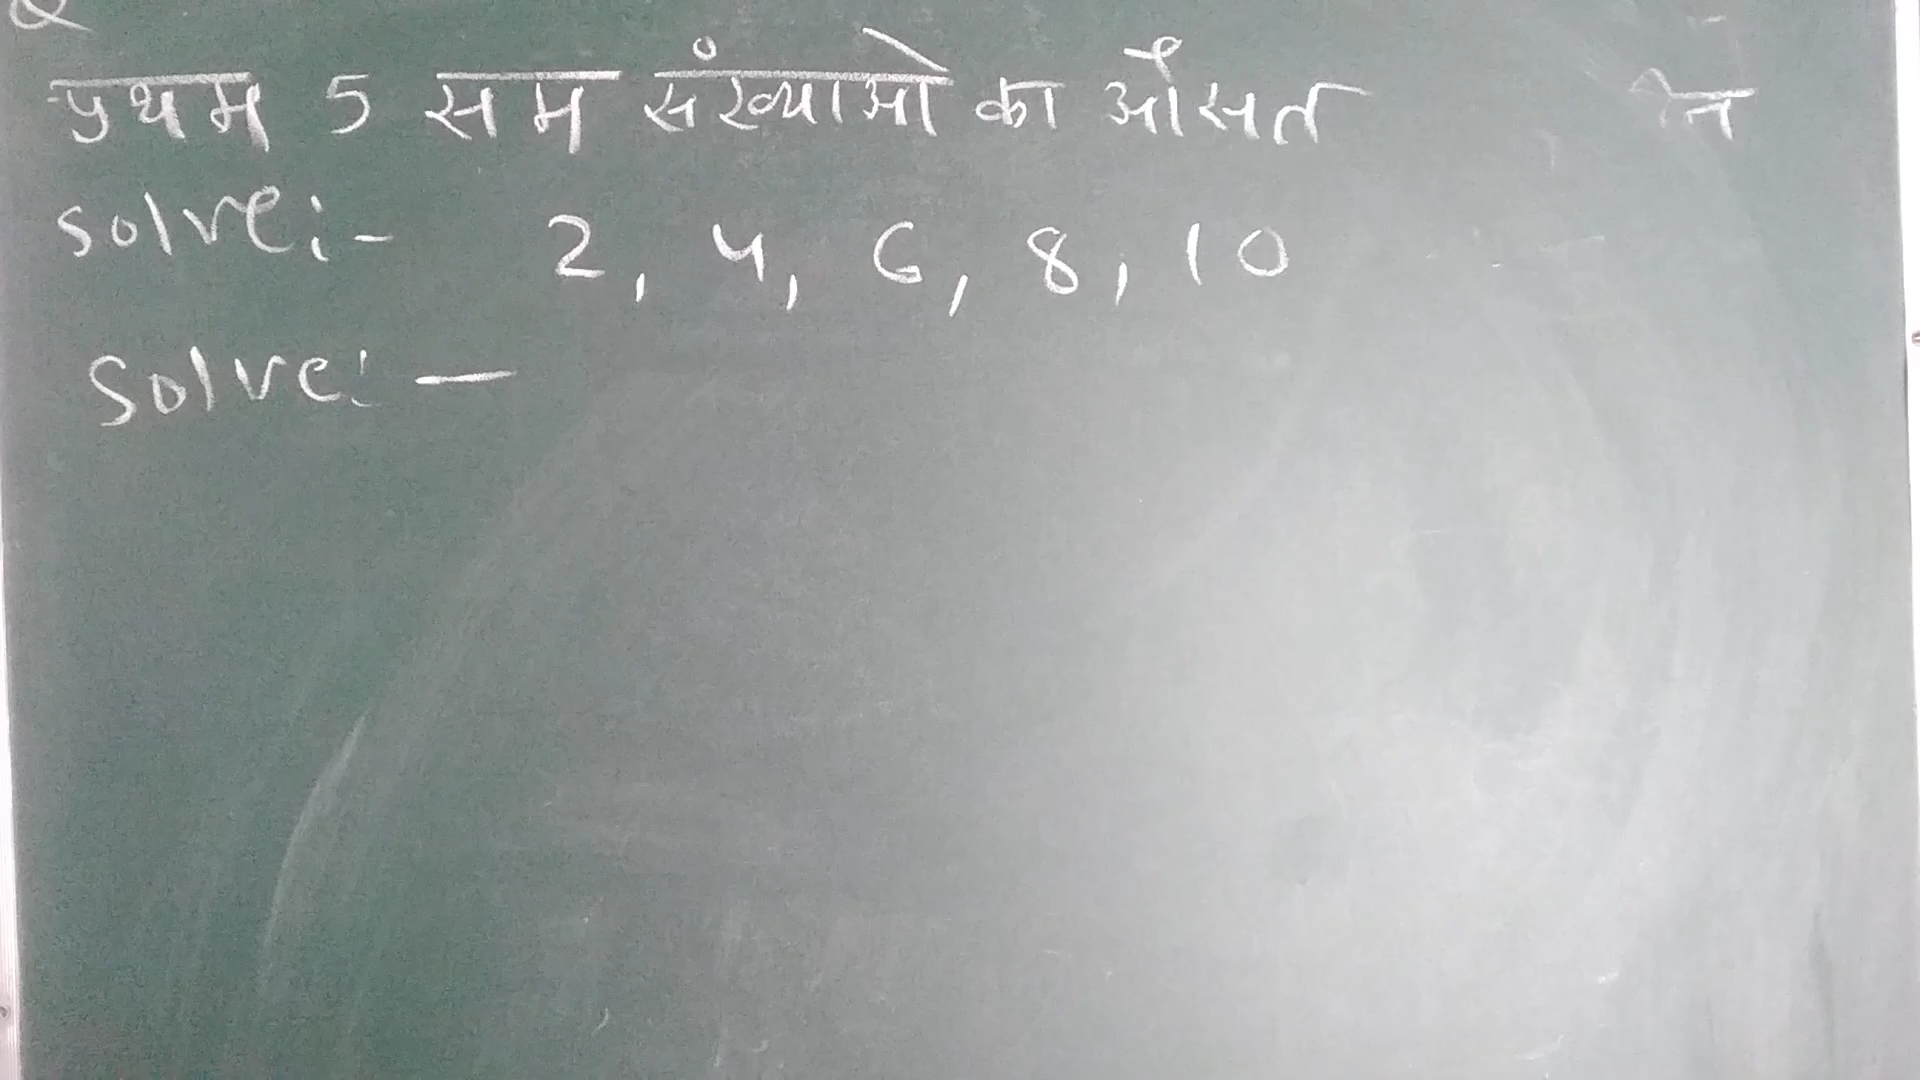 प्रथम 5 सम संख्याओ का औसत
solve:- 2, 4, 6, 8, 10
Solve: —